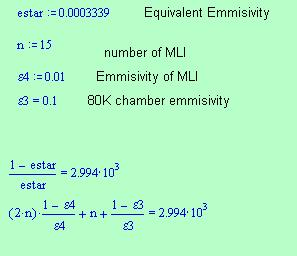 estar := 0.0003339 Equivalent Emmisivity
n := 15 number of MLI
ε4 := 0.01 Emmisivity of MLI
ε3 = 0.1 80K chamber emmisivity
(1 − estar)/estar = 2.994·10³
(2·n)·(1 − ε4)/ε4 + n + (1 − ε3)/ε3 = 2.994·10³